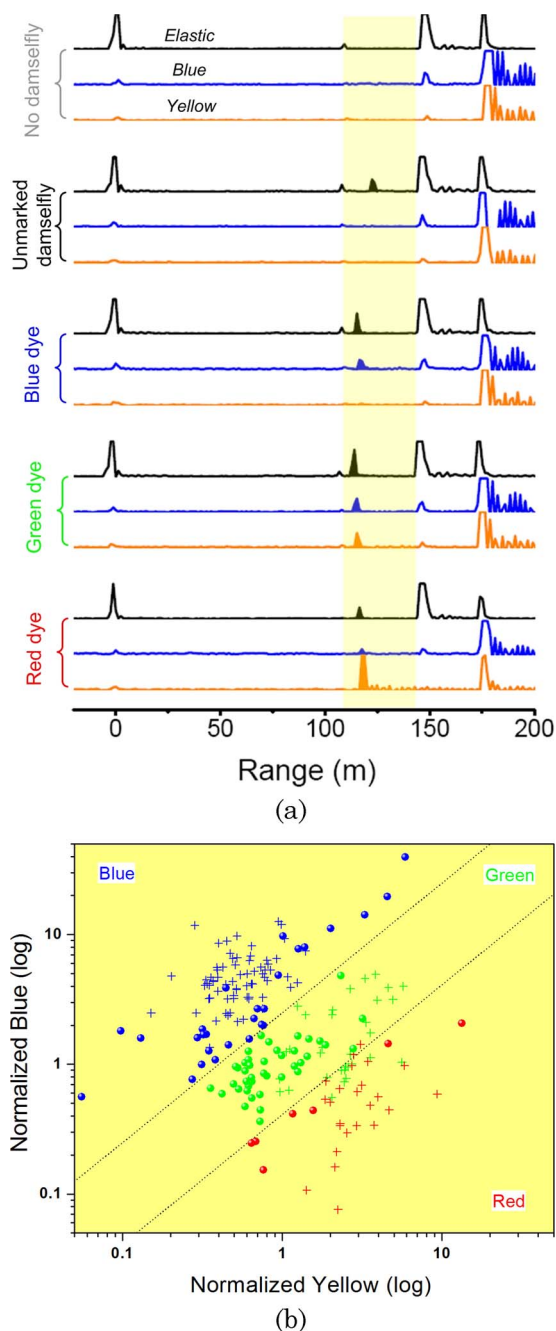 No damselfly
Elastic
Blue
Yellow
Unmarked
damselfly
Blue dye
Green dye
Red dye
0 50 100 150 200
Range (m)
(a)
Blue
Green
Red
10
1
0.1
Normalized Blue (log)
0.1 1 10
Normalized Yellow (log)
(b)